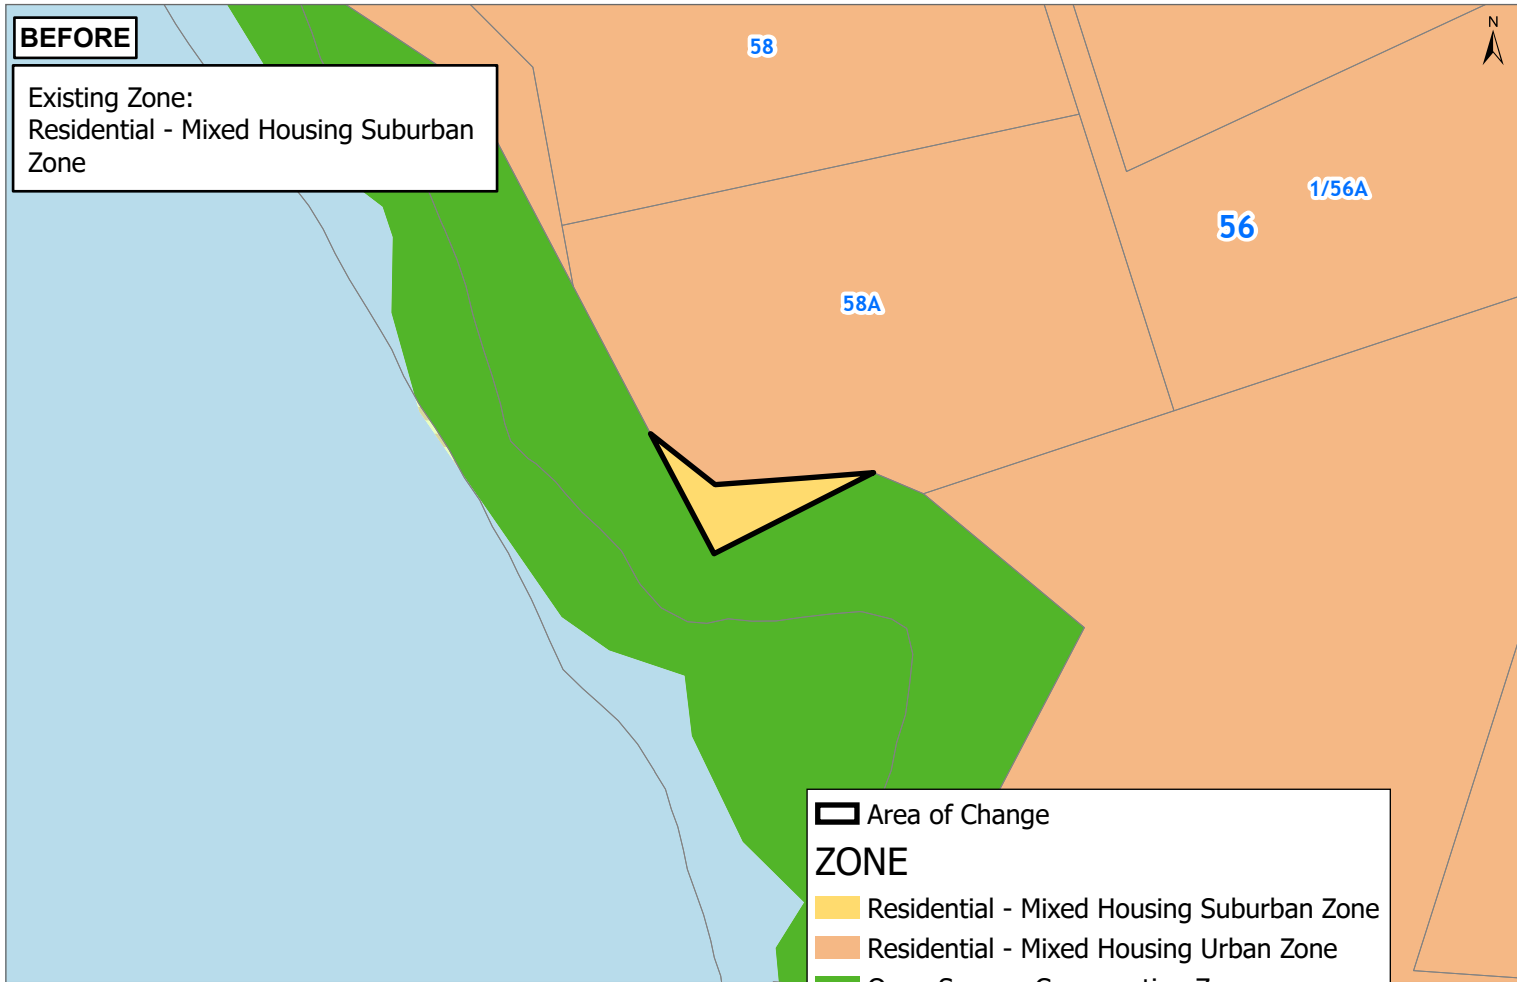 BEFORE
Existing Zone:
Residential - Mixed Housing Suburban
Zone
N
58
1/56A
56
58A
Area of Change
ZONE
Residential - Mixed Housing Suburban Zone
Residential - Mixed Housing Urban Zone